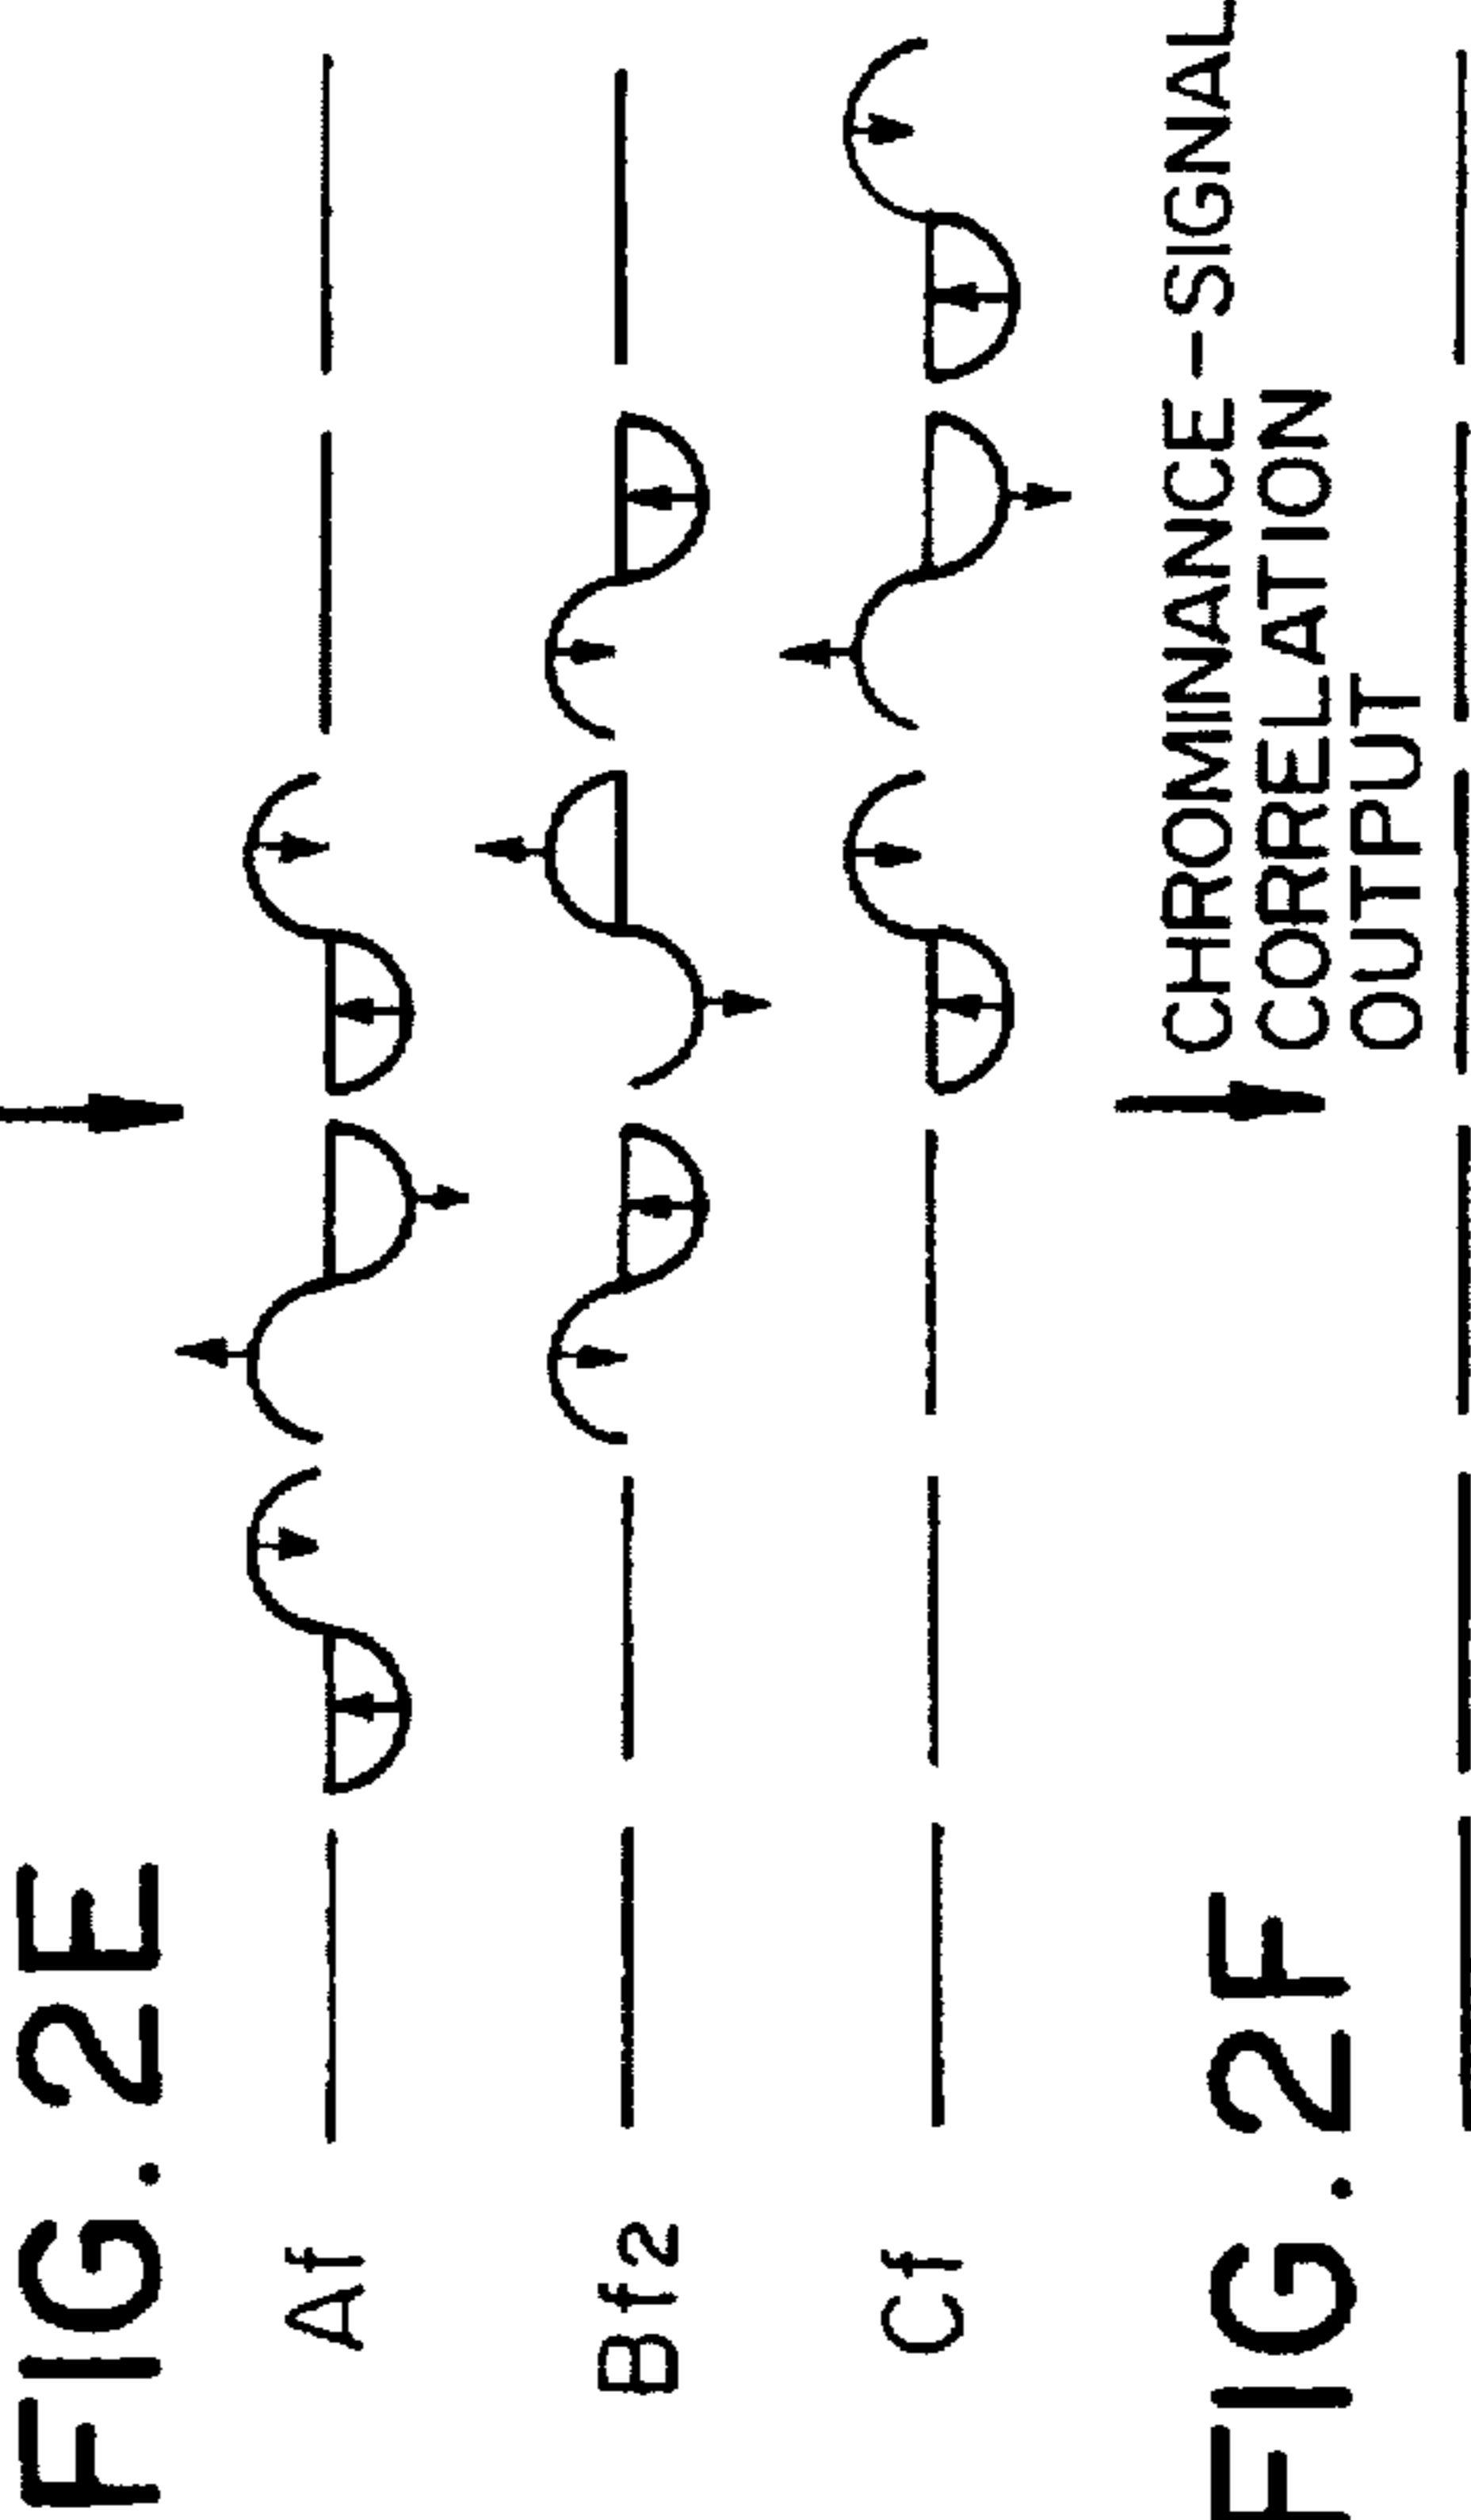 FIG. 2E
Af
Bf2
Cf
CHROMINANCE-SIGNAL
CORRELATION
OUTPUT
FIG. 2F